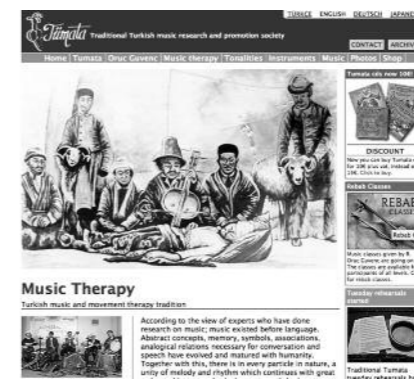 TÜRKÇE ENGLISH DEUTSCH JAPANE
Tümata Traditional Turkish music research and promotion society
CONTACT ARCHIV
Home | Tumata | Oruc Guvenc | Music therapy | Tonalities Instruments | Music | Photos | Shop |
Music Therapy
Turkish music and movement therapy tradition
According to the view of experts who have done
research on music; music existed before language.
Abstract concepts, memory, symbols, associations,
analogical relations necessary for conversation and
speech have evolved and matured with humanity.
Together with this, there is in every particle in nature, a
unity of melody and rhythm which continues with great
Tumata cds now 10€!
DISCOUNT
Now you can buy Tumata c
for 10€ plus vat, instead o
Click to buy.
Rebab Classes
REBAB
CLASSE
Rebab
Music classes given by R.
Oruc Guvenc are going on
The classes are available
participants of all levels.
for rebab classes.
Tuesday rehearsals
started
Traditional Tumata
tuesday rehearsals